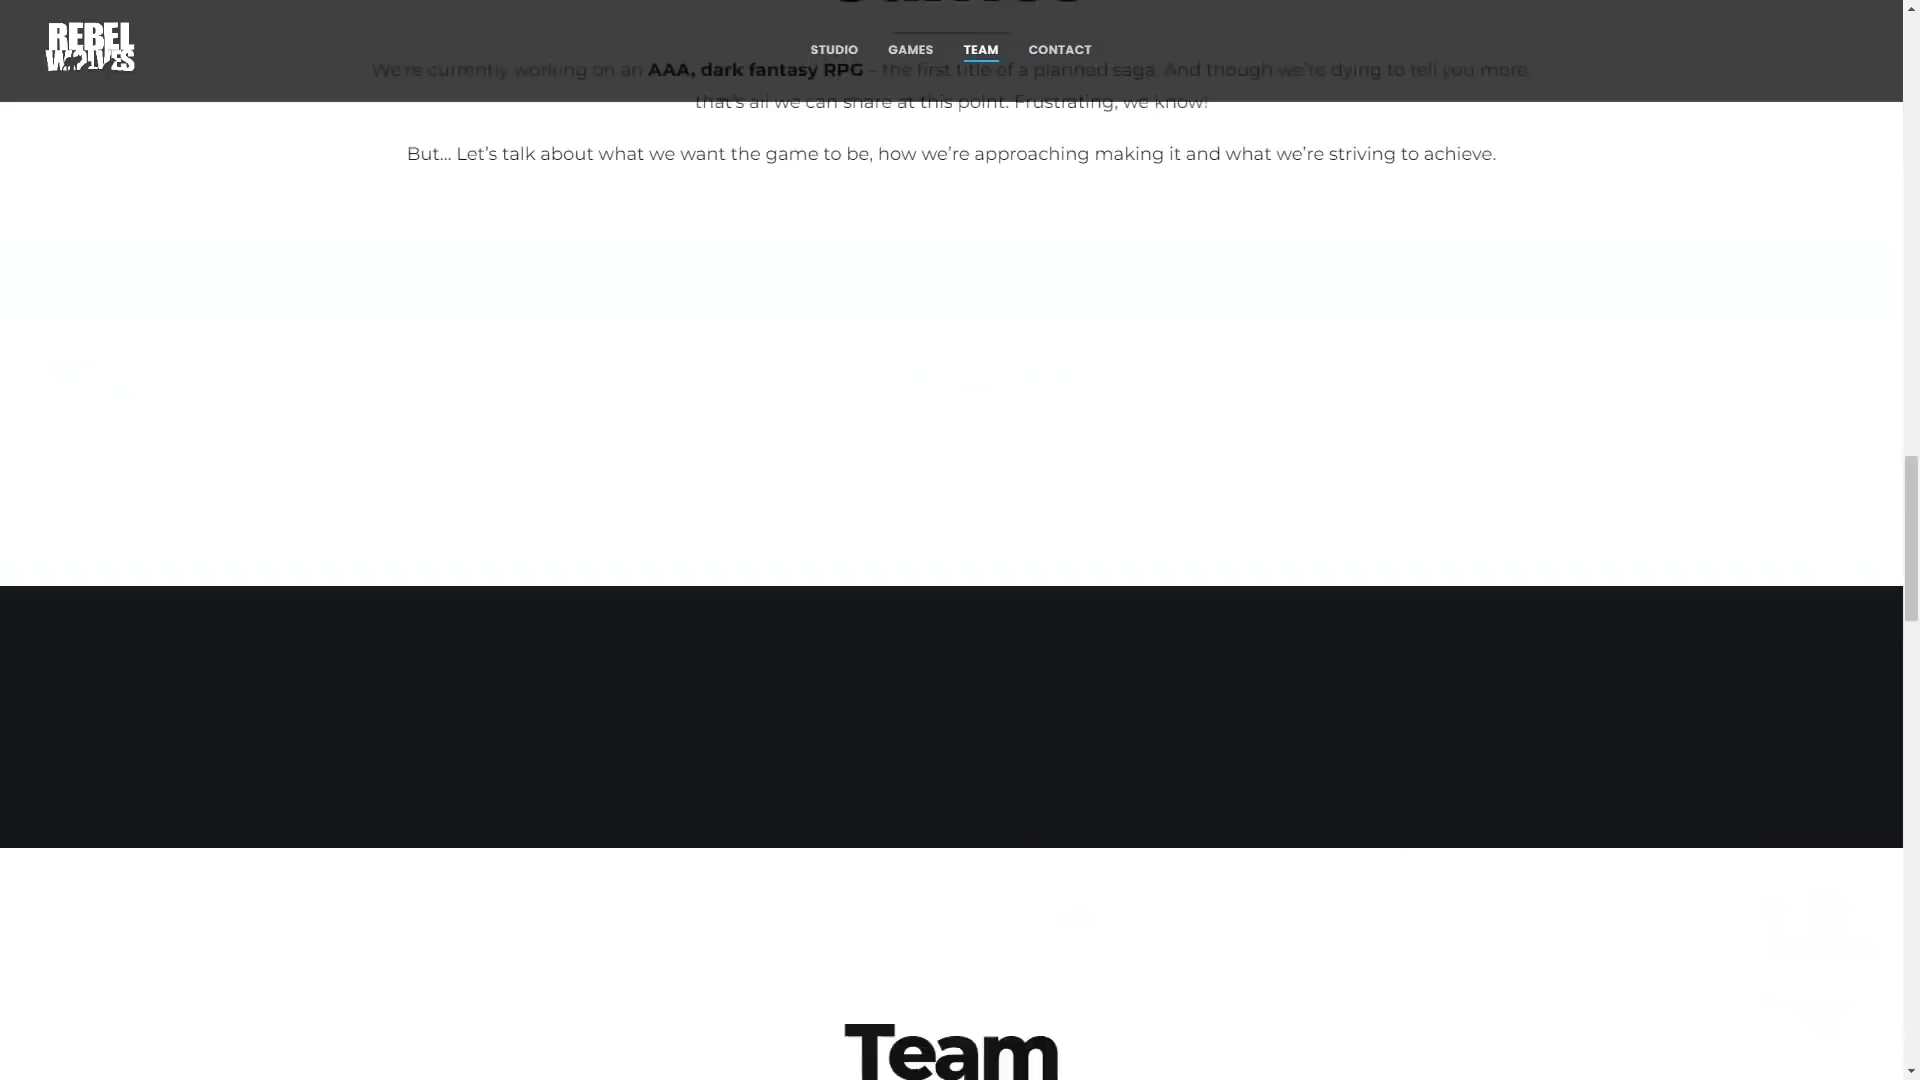 REBEL
WOLVES
STUDIO GAMES TEAM CONTACT
We're currently working on an AAA, dark fantasy RPG – the first title of a planned saga. And though we're dying to tell you more,
that's all we can share at this point. Frustrating, we know!
But... Let's talk about what we want the game to be, how we're approaching making it and what we're striving to achieve.
Team